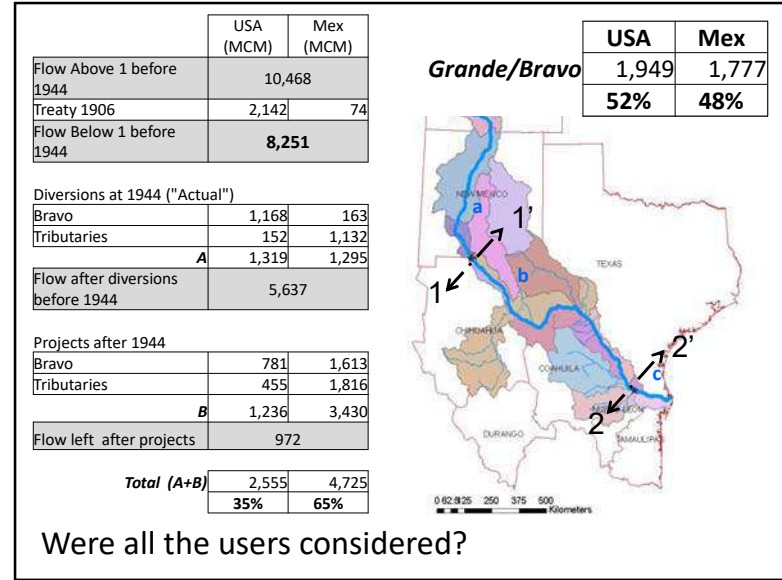 USA Mex
(MCM) (MCM)
Flow Above 1 before 10,468
1944
Treaty 1906 2,142 74
Flow Below 1 before 8,251
1944
Diversions at 1944 ("Actual")
Bravo 1,168 163
Tributaries 152 1,132
A 1,319 1,295
Flow after diversions 5,637
before 1944
Projects after 1944
Bravo 781 1,613
Tributaries 455 1,816
B 1,236 3,430
Flow left after projects 972
Total (A+B) 2,555 4,725
35% 65%
USA Mex
Grande/Bravo 1,949 1,777
52% 48%
NEW MEXICO
a
1'
TEXAS
b
1
CHIHUAHUA
2'
COAHUILA
c
2
NUEVO LEON
DURANGO
TAMAULIPAS
250 375 500
Kilometers
Were all the users considered?